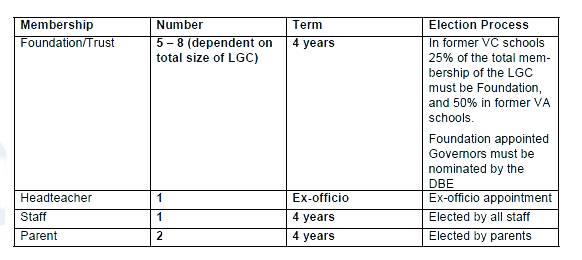 Membership Number Term Election Process
Foundation/Trust 5 – 8 (dependent on 4 years In former VC schools
total size of LGC) 25% of the total mem-
bership of the LGC
must be Foundation,
and 50% in former VA
schools.
Foundation appointed
Governors must be
nominated by the
DBE
Headteacher 1 Ex-officio Ex-officio appointment
Staff 1 4 years Elected by all staff
Parent 2 4 years Elected by parents